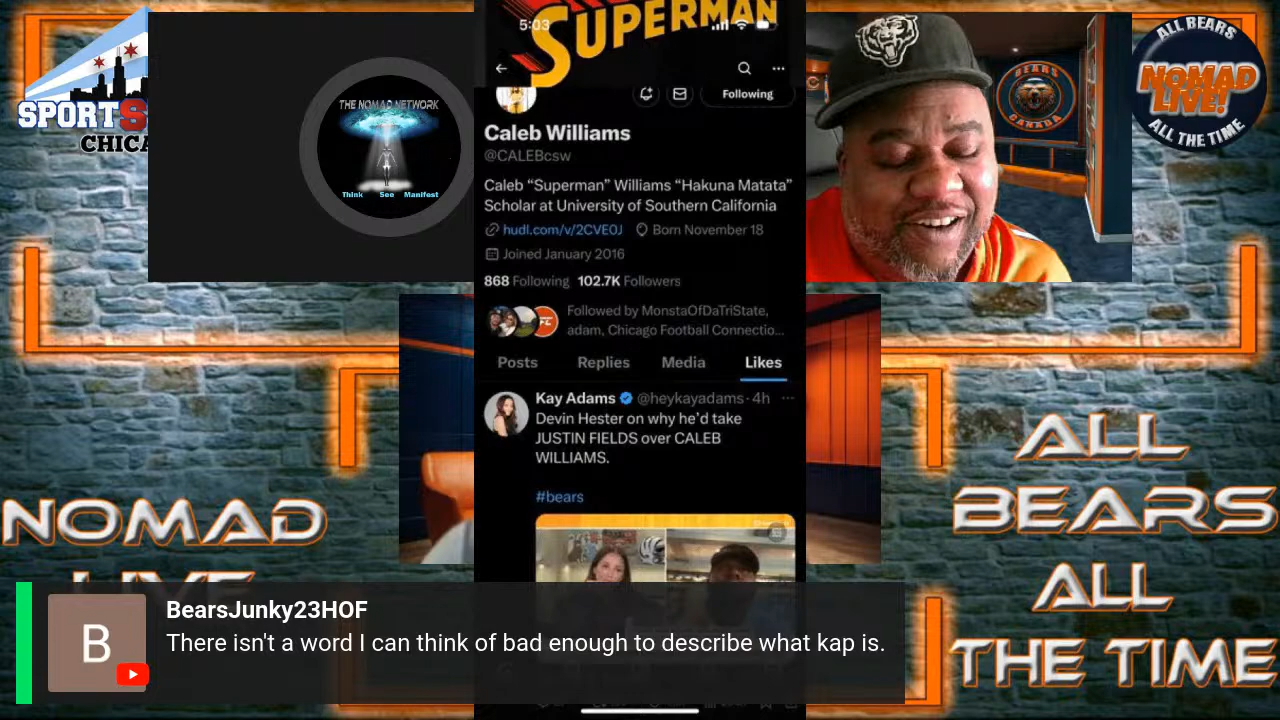 SUPERMAN
5:03
SPORTS
CHICA
THE NOMAD NETWORK
Think See Manifest
Following
Caleb Williams
@CALEBcsw
Caleb “Superman” Williams “Hakuna Matata”
Scholar at University of Southern California
hudl.com/v/2CVE0J Born November 18
Joined January 2016
868 Following 102.7K Followers
Followed by MonstaOfDaTriState,
adam, Chicago Football Connectio...
Posts Replies Media Likes
Kay Adams @heykayadams · 4h
Devin Hester on why he’d take
JUSTIN FIELDS over CALEB
WILLIAMS.
#bears
BEARS
CANADA
ALL BEARS
NOMAD
LIVE!
ALL THE TIME
NOMAD
LIVE
ALL
BEARS
ALL
THE TIME
B
BearsJunky23HOF
There isn't a word I can think of bad enough to describe what kap is.